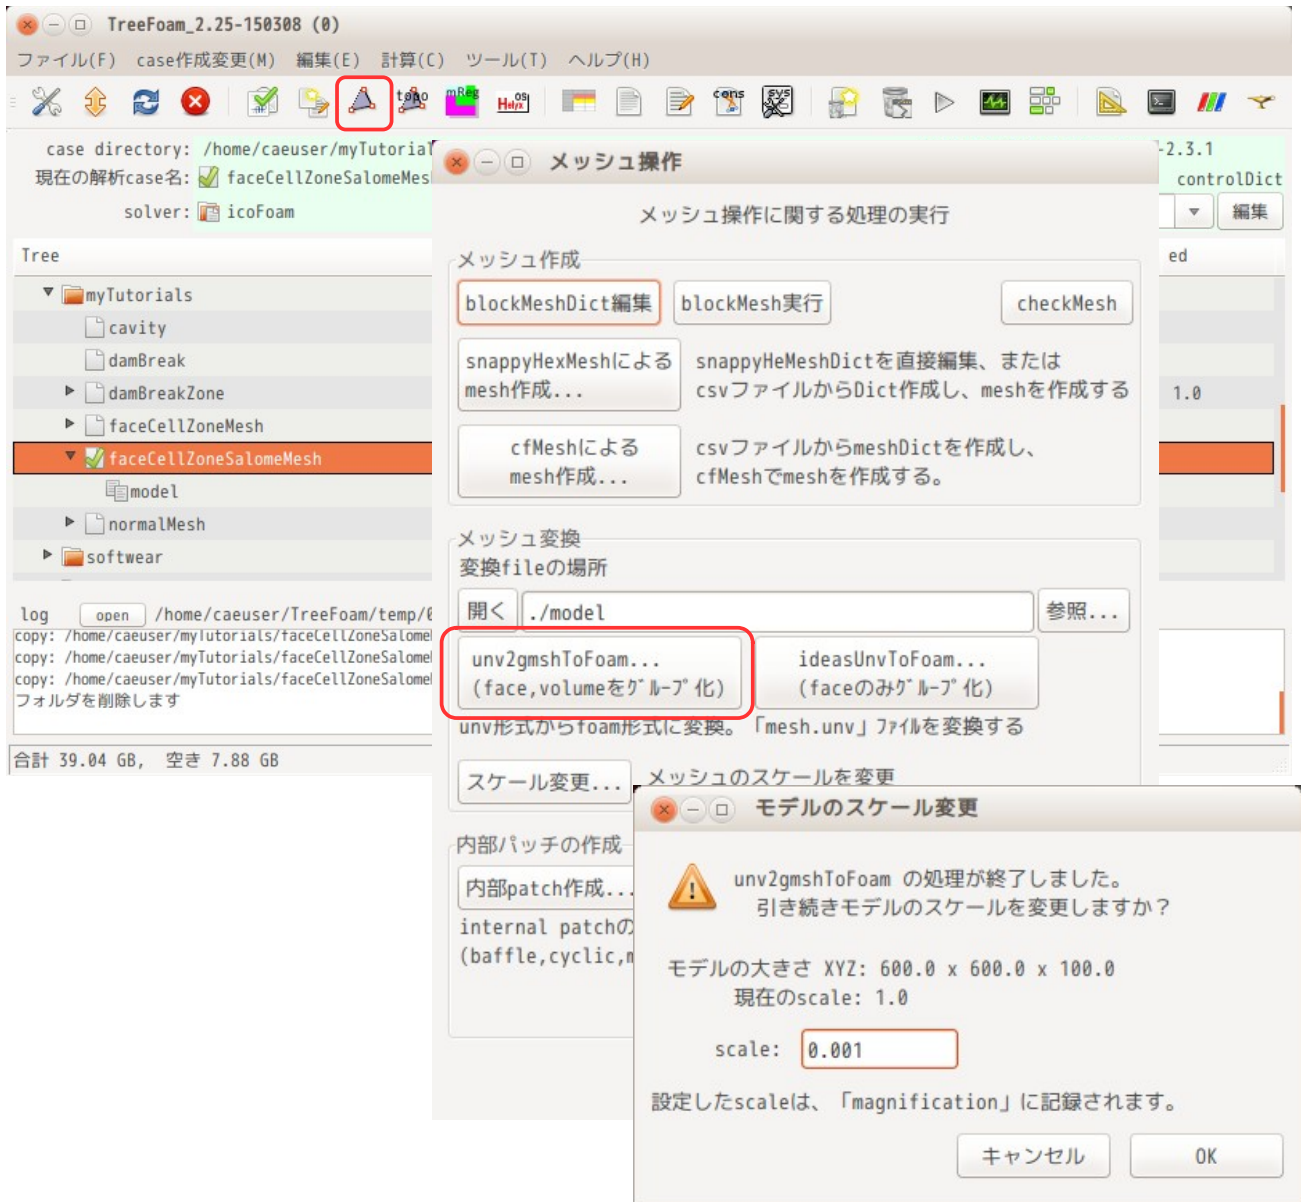 TreeFoam_2.25-150308 (0)
ファイル(F) case作成変更(M) 編集(E) 計算(C) ツール(T) ヘルプ(H)
topo mReg OS Helyx cons sys
case directory: /home/caeuser/myTutorial
-2.3.1
現在の解析case名: faceCellZoneSalomeMes
controlDict
solver: icoFoam
編集
Tree
ed
myTutorials
cavity
damBreak
damBreakZone
1.0
faceCellZoneMesh
faceCellZoneSalomeMesh
model
normalMesh
softwear
log open /home/caeuser/TreeFoam/temp/
copy: /home/caeuser/myTutorials/faceCellZoneSalome
copy: /home/caeuser/myTutorials/faceCellZoneSalome
copy: /home/caeuser/myTutorials/faceCellZoneSalome
フォルダを削除します
合計 39.04 GB, 空き 7.88 GB
メッシュ操作
メッシュ操作に関する処理の実行
メッシュ作成
blockMeshDict編集 blockMesh実行 checkMesh
snappyHexMeshによる
mesh作成...
snappyHeMeshDictを直接編集、または
csvファイルからDict作成し、meshを作成する
cfMeshによる
mesh作成...
csvファイルからmeshDictを作成し、
cfMeshでmeshを作成する。
メッシュ変換
変換fileの場所
開く ./model 参照...
unv2gmshToFoam...
(face,volumeをｸﾞﾙｰﾌﾟ化)
ideasUnvToFoam...
(faceのみｸﾞﾙｰﾌﾟ化)
unv形式からfoam形式に変換。「mesh.unv」ﾌｧｲﾙを変換する
スケール変更... メッシュのスケールを変更
内部パッチの作成
内部patch作成...
internal patchの
(baffle,cyclic,m
モデルのスケール変更
unv2gmshToFoam の処理が終了しました。
引き続きモデルのスケールを変更しますか？
モデルの大きさ XYZ: 600.0 x 600.0 x 100.0
現在のscale: 1.0
scale: 0.001
設定したscaleは、「magnification」に記録されます。
キャンセル OK